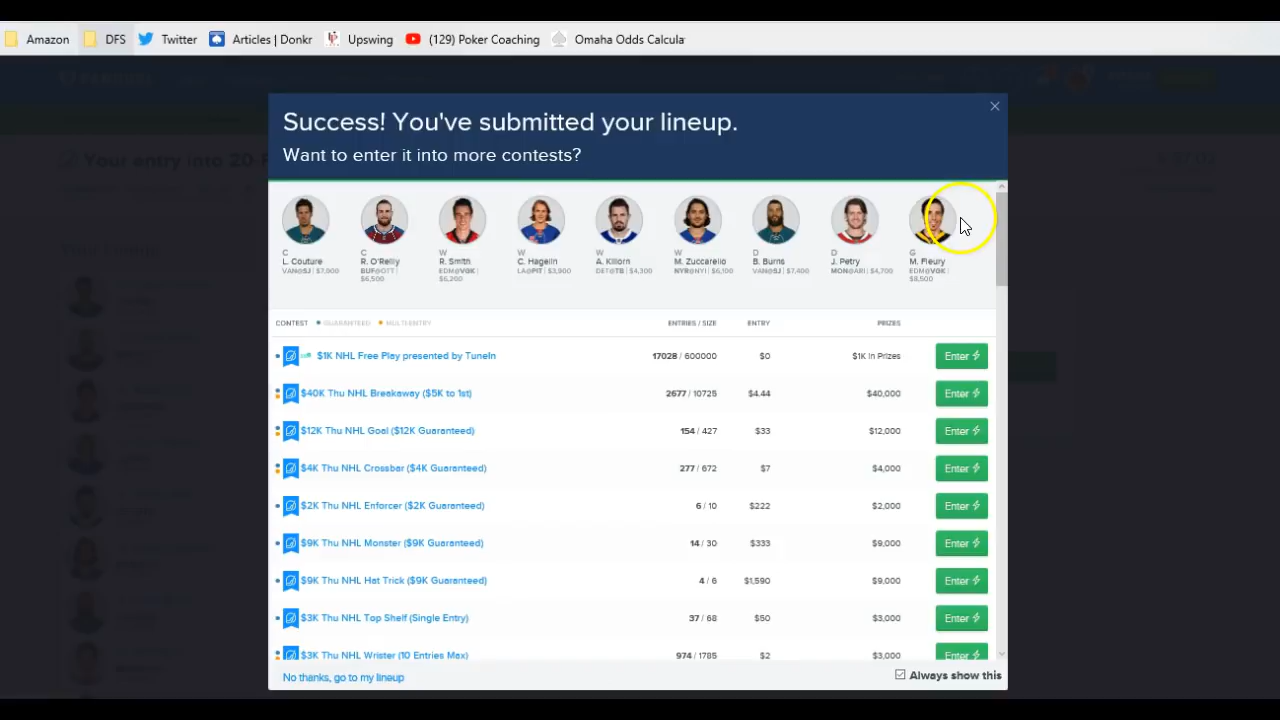 Amazon DFS Twitter Articles | Donkr Upswing (129) Poker Coaching Omaha Odds Calcula
Success! You've submitted your lineup.
Want to enter it into more contests?
C C W W W W D D G
L. Couture R. O'Reilly R. Smith C. Hagelin A. Killorn M. Zuccarello B. Burns J. Petry M. Fleury
VAN@SJ | $7,000 BUF@OTT | EDM@VGK | LA@PIT | $3,800 DET@TB | $4,300 NYR@NYI | $6,100 VAN@SJ | $7,400 MON@ARI | $4,700 EDM@VGK |
$6,500 $6,200 $8,500
CONTEST GUARANTEED MULTI-ENTRY ENTRIES / SIZE ENTRY PRIZES
$1K NHL Free Play presented by TuneIn 17028 / 600000 $0 $1K In Prizes Enter
$40K Thu NHL Breakaway ($5K to 1st) 2677 / 10725 $4.44 $40,000 Enter
$12K Thu NHL Goal ($12K Guaranteed) 154 / 427 $33 $12,000 Enter
$4K Thu NHL Crossbar ($4K Guaranteed) 277 / 672 $7 $4,000 Enter
$2K Thu NHL Enforcer ($2K Guaranteed) 6 / 10 $222 $2,000 Enter
$9K Thu NHL Monster ($9K Guaranteed) 14 / 30 $333 $9,000 Enter
$9K Thu NHL Hat Trick ($9K Guaranteed) 4 / 6 $1,590 $9,000 Enter
$3K Thu NHL Top Shelf (Single Entry) 37 / 68 $50 $3,000 Enter
$3K Thu NHL Wrister (10 Entries Max) 974 / 1785 $2 $3,000 Enter
No thanks, go to my lineup Always show this
Your entry into 20-